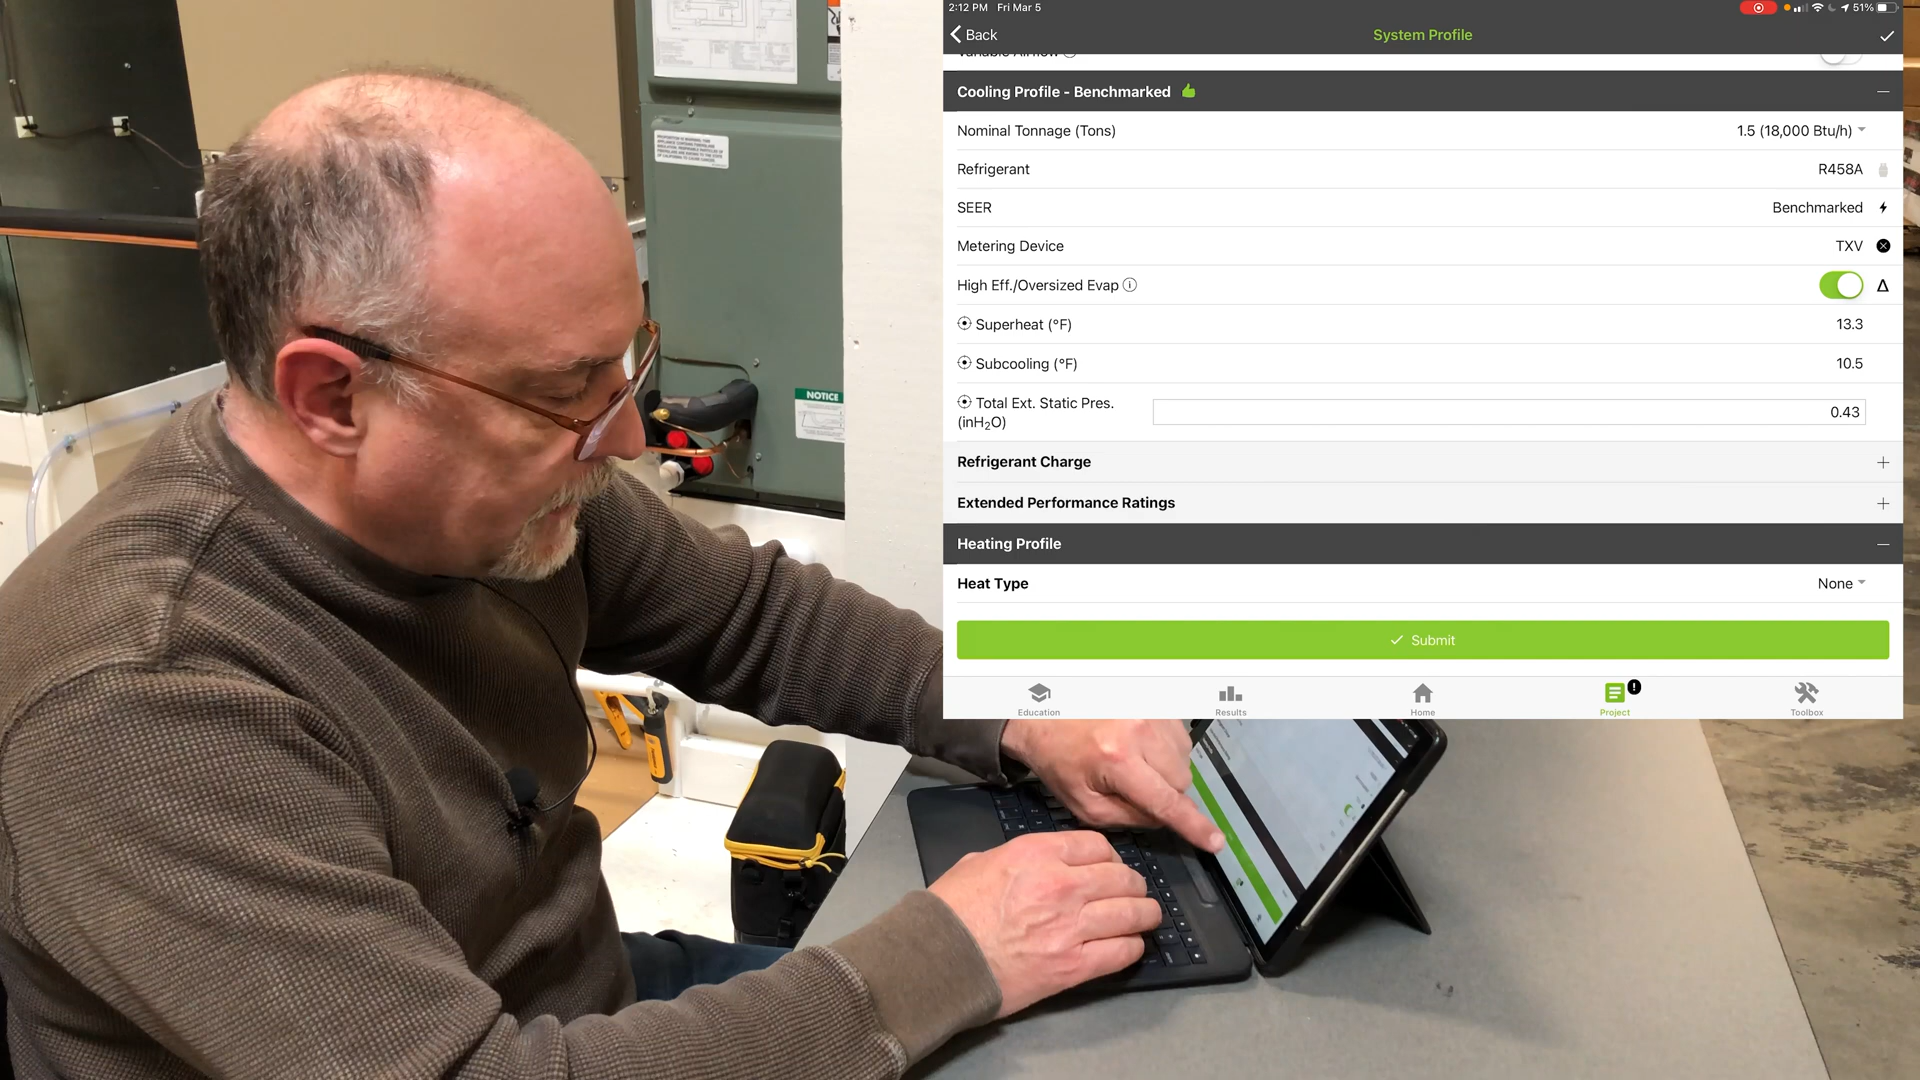 2:12 PM Fri Mar 5
51%
Back
System Profile
Variable Airflow
Cooling Profile - Benchmarked
Nominal Tonnage (Tons)
1.5 (18,000 Btu/h)
Refrigerant
R458A
SEER
Benchmarked
Metering Device
TXV
High Eff./Oversized Evap
Δ
Superheat (°F)
13.3
Subcooling (°F)
10.5
Total Ext. Static Pres.
(inH₂O)
0.43
Refrigerant Charge
Extended Performance Ratings
Heating Profile
Heat Type
None
Submit
Education
Results
Home
Project
Toolbox
NOTICE